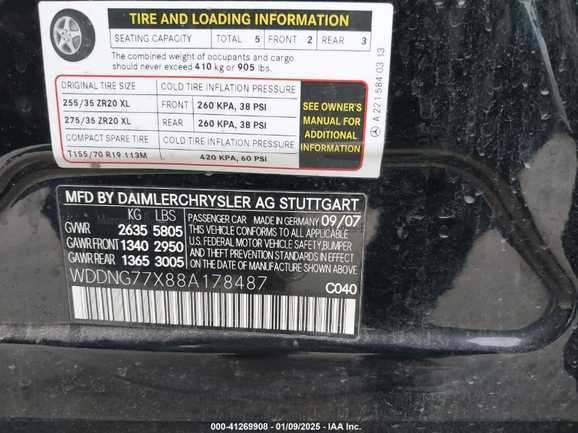 TIRE AND LOADING INFORMATION
SEATING CAPACITY TOTAL 5 FRONT 2 REAR 3
The combined weight of occupants and cargo
should never exceed 410 kg or 905 lbs.
ORIGINAL TIRE SIZE COLD TIRE INFLATION PRESSURE
255/35 ZR20 XL FRONT 260 KPA, 38 PSI
275/35 ZR20 XL REAR 260 KPA, 38 PSI
COMPACT SPARE TIRE COLD TIRE INFLATION PRESSURE
T155/70 R19 113M 420 KPA, 60 PSI
SEE OWNER'S
MANUAL FOR
ADDITIONAL
INFORMATION
A 221 584 03 13
MFD BY DAIMLERCHRYSLER AG STUTTGART
KG LBS
GVWR 2635 5805
GAWR FRONT 1340 2950
GAWR REAR 1365 3005
PASSENGER CAR MADE IN GERMANY 09/07
THIS VEHICLE CONFORMS TO ALL APPLICABLE
U.S. FEDERAL MOTOR VEHICLE SAFETY, BUMPER
AND THEFT PREVENTION STANDARDS IN EFFECT
ON THE DATE OF MANUFACTURE SHOWN ABOVE.
WDDNG77X88A178487
C040
000-41269908 - 01/09/2025 - IAA Corp.